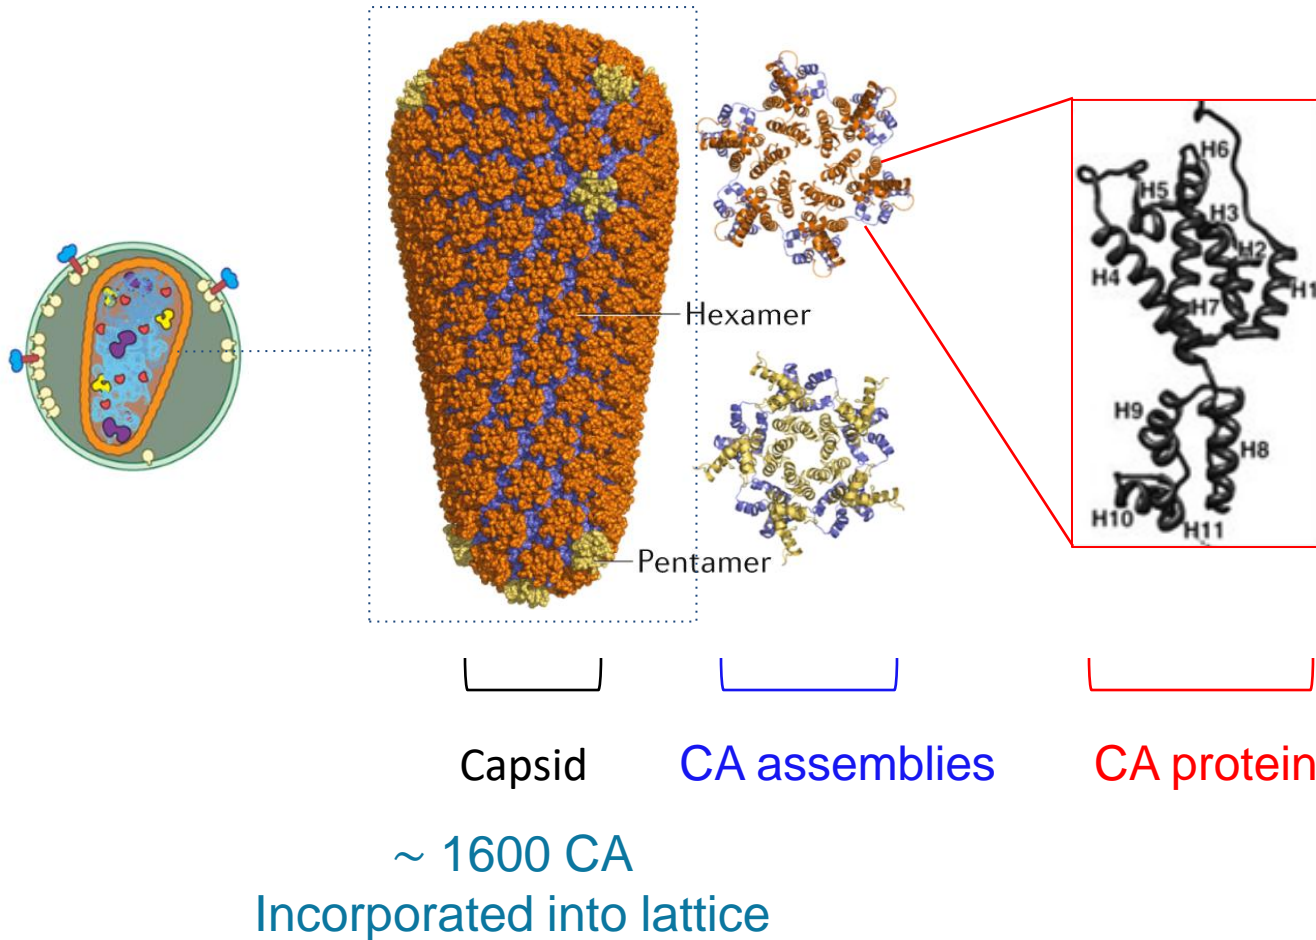 H6
H5
H3
H2
H4
H1
H7
Hexamer
H9
H8
Pentamer
H10
H11
Capsid
CA assemblies
CA protein
~ 1600 CA
Incorporated into lattice